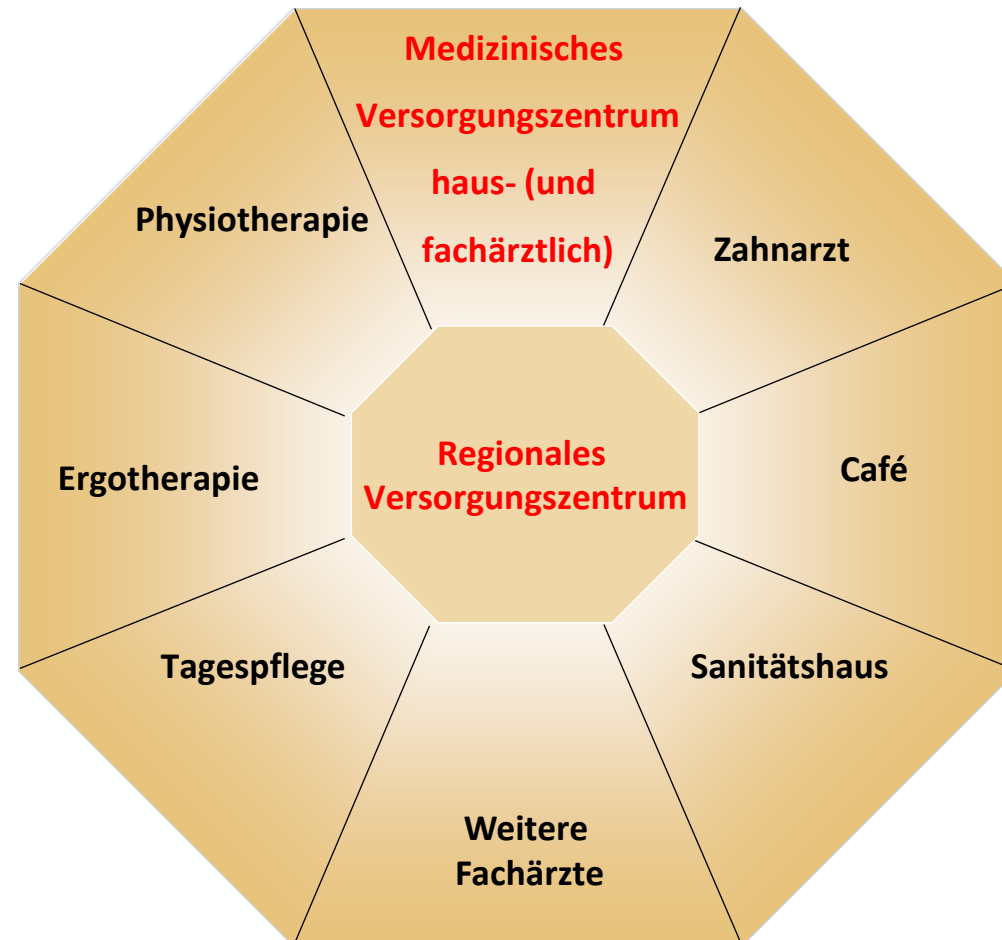 Medizinisches
Versorgungszentrum
haus- (und
fachärztlich)
Physiotherapie
Zahnarzt
Regionales
Versorgungszentrum
Ergotherapie
Café
Tagespflege
Sanitätshaus
Weitere
Fachärzte